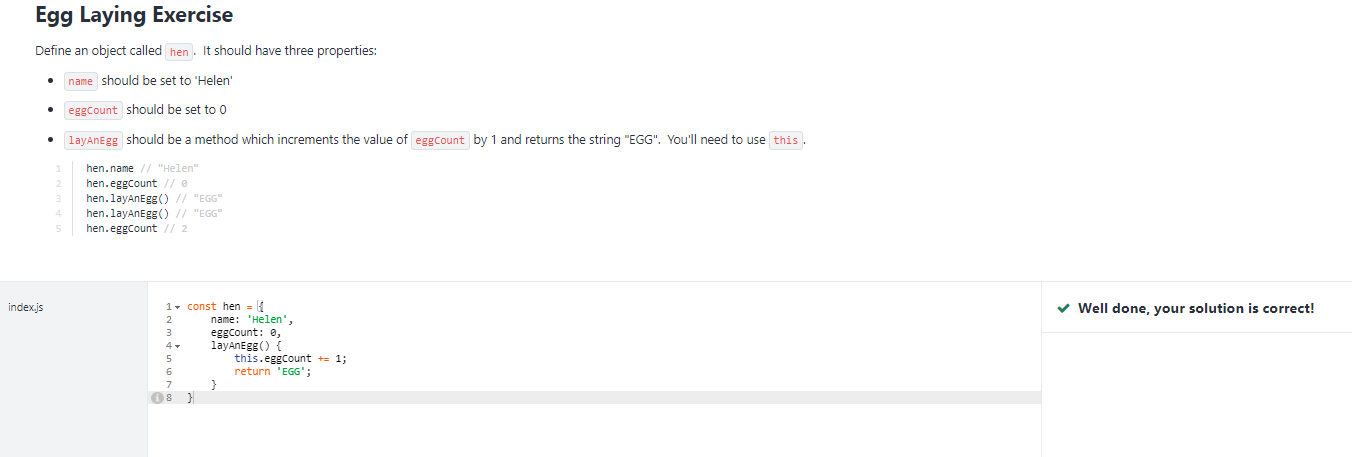 Egg Laying Exercise
Define an object called hen. It should have three properties:
name should be set to 'Helen'
eggCount should be set to 0
layAnEgg should be a method which increments the value of eggCount by 1 and returns the string "EGG". You'll need to use this.
1 hen.name // "Helen"
2 hen.eggCount // 0
3 hen.layAnEgg() // "EGG"
4 hen.layAnEgg() // "EGG"
5 hen.eggCount // 2
index.js
1 const hen = {
2 name: 'Helen',
3 eggCount: 0,
4 layAnEgg() {
5 this.eggCount += 1;
6 return 'EGG';
7 }
8 }
Well done, your solution is correct!